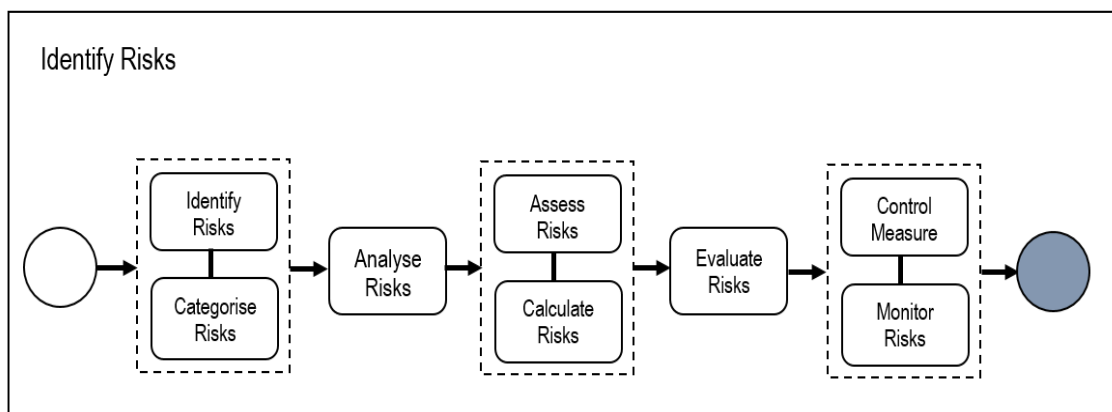 Identify Risks
Identify
Risks
Categorise
Risks
Analyse
Risks
Assess
Risks
Calculate
Risks
Evaluate
Risks
Control
Measure
Monitor
Risks